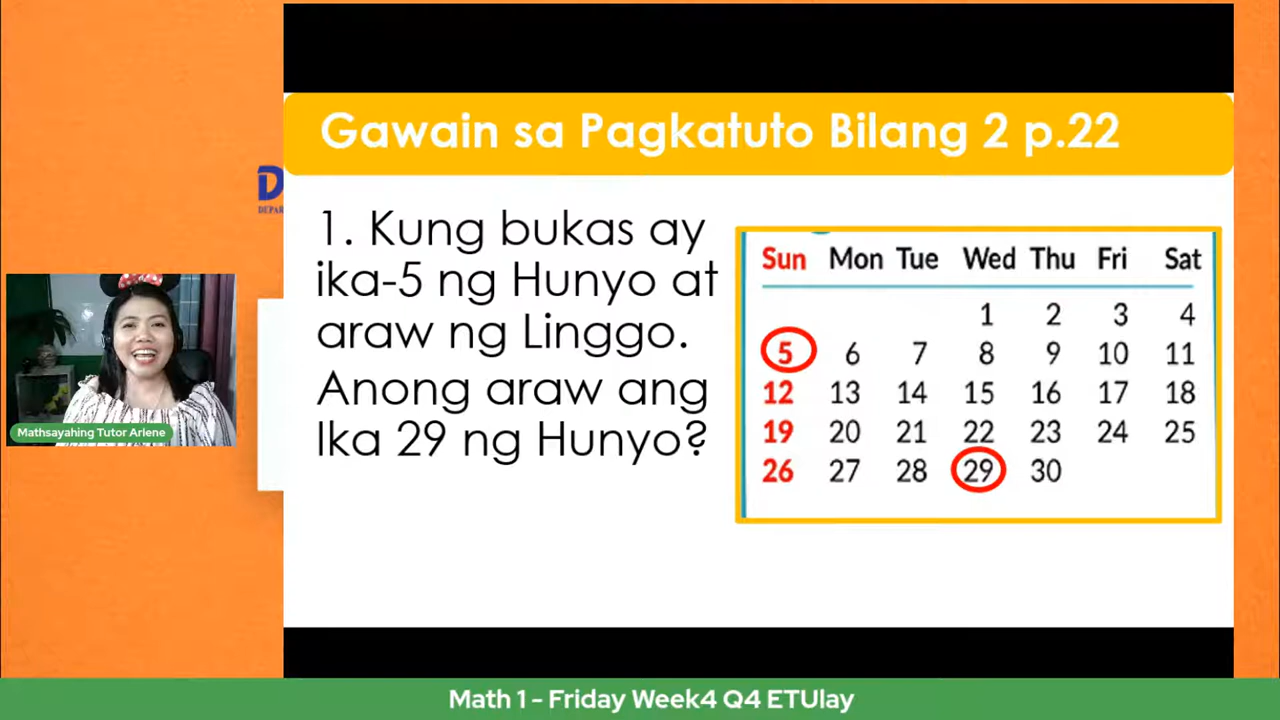 Gawain sa Pagkatuto Bilang 2 p.22
D
DEPAR
1. Kung bukas ay
ika-5 ng Hunyo at
araw ng Linggo.
Anong araw ang
Ika 29 ng Hunyo?
Sun Mon Tue Wed Thu Fri Sat
1 2 3 4
5 6 7 8 9 10 11
12 13 14 15 16 17 18
19 20 21 22 23 24 25
26 27 28 29 30
Mathsayahing Tutor Arlene
Math 1 - Friday Week4 Q4 ETUlay